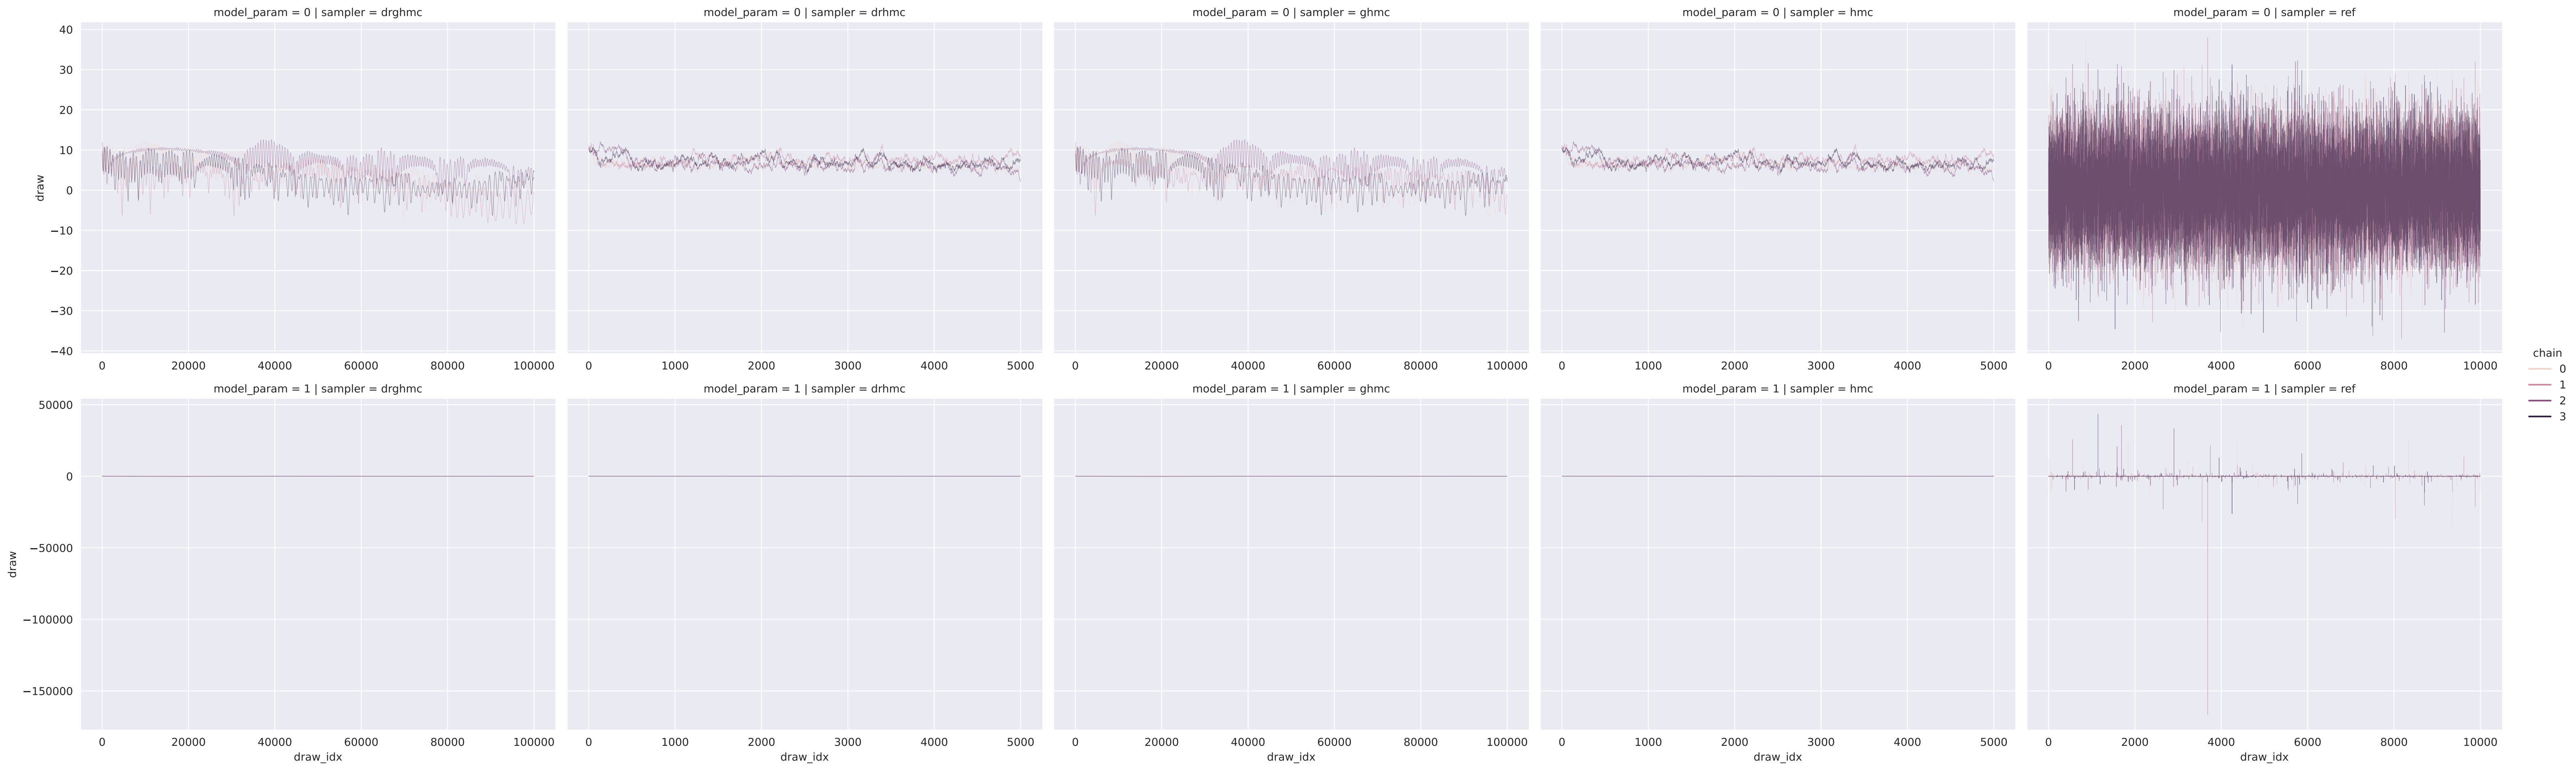 model_param = 0 | sampler = drghmc
model_param = 0 | sampler = drhmc
model_param = 0 | sampler = ghmc
model_param = 0 | sampler = hmc
model_param = 0 | sampler = ref
40
30
20
10
0
−10
−20
−30
−40
draw
0 20000 40000 60000 80000 100000
0 1000 2000 3000 4000 5000
0 20000 40000 60000 80000 100000
0 1000 2000 3000 4000 5000
0 2000 4000 6000 8000 10000
chain
0
1
2
3
model_param = 1 | sampler = drghmc
model_param = 1 | sampler = drhmc
model_param = 1 | sampler = ghmc
model_param = 1 | sampler = hmc
model_param = 1 | sampler = ref
50000
0
−50000
−100000
−150000
draw
0 20000 40000 60000 80000 100000
0 1000 2000 3000 4000 5000
0 20000 40000 60000 80000 100000
0 1000 2000 3000 4000 5000
0 2000 4000 6000 8000 10000
draw_idx
draw_idx
draw_idx
draw_idx
draw_idx